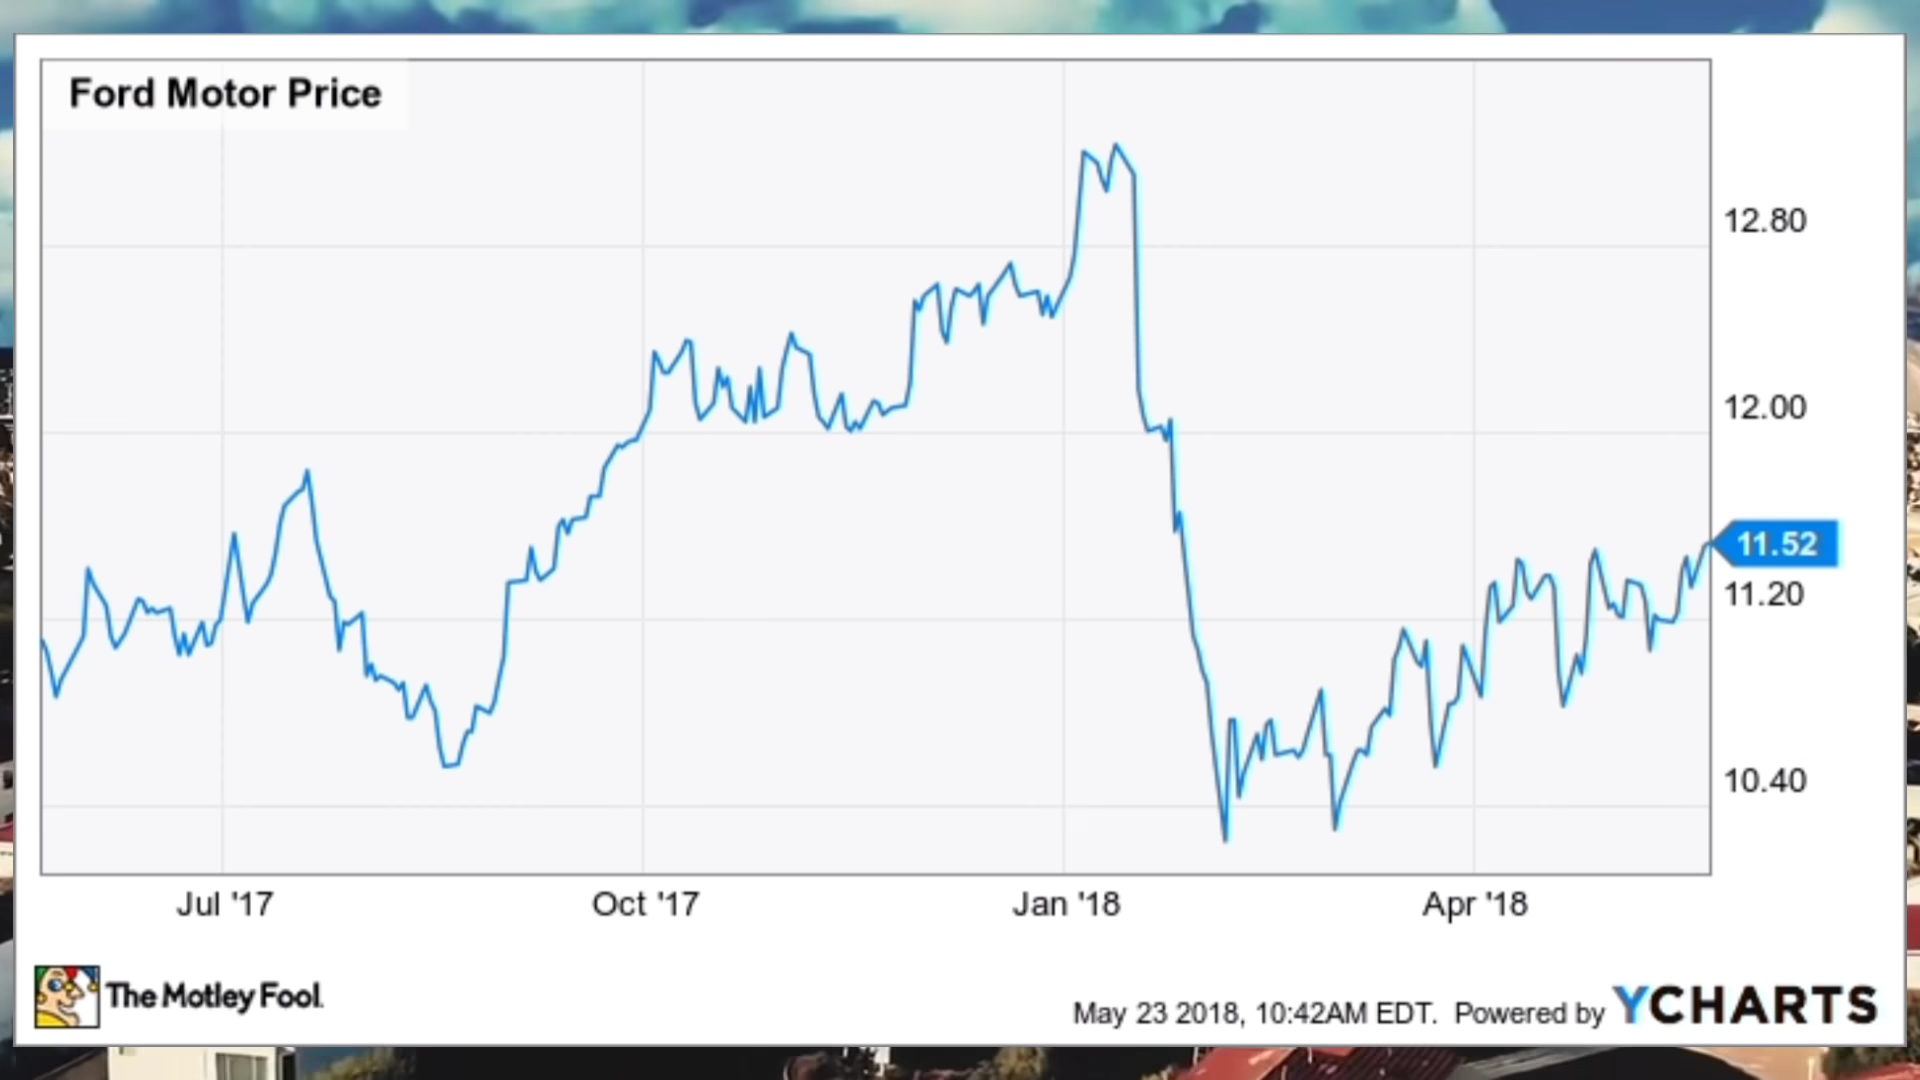 Ford Motor Price
12.80
12.00
11.52
11.20
10.40
Jul '17 Oct '17 Jan '18 Apr '18
The Motley Fool.
May 23 2018, 10:42AM EDT. Powered by YCHARTS